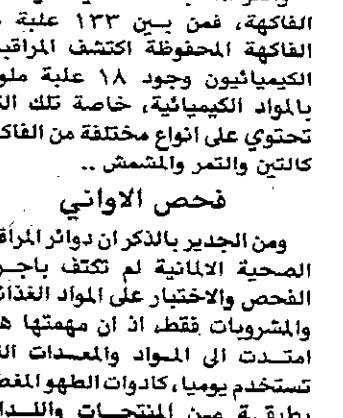 الفاكهة، فمن بين ١٣٣ علبة
الفاكهة المحفوظة اكتشف المراقب
الكيميائيون وجود ١٨ علبة ملو
بالمواد الكيميائية، خاصة تلك ال
تحتوي على انواع مختلفة من الفاك
كالتين والتمر والمشمش ..
فحص الاواني
ومن الجدير بالذكر ان دوائر المراق
الصحية الالمانية لم تكتف باجر
الفحص والاختبار على المواد الغذائ
والمشروبات فقط، اذ ان مهمتها ه
امتدت الى المواد والمعدات ال
تستخدم يوميا، كادوات الطهو المغط
بطبقة من المنتجات واللدا